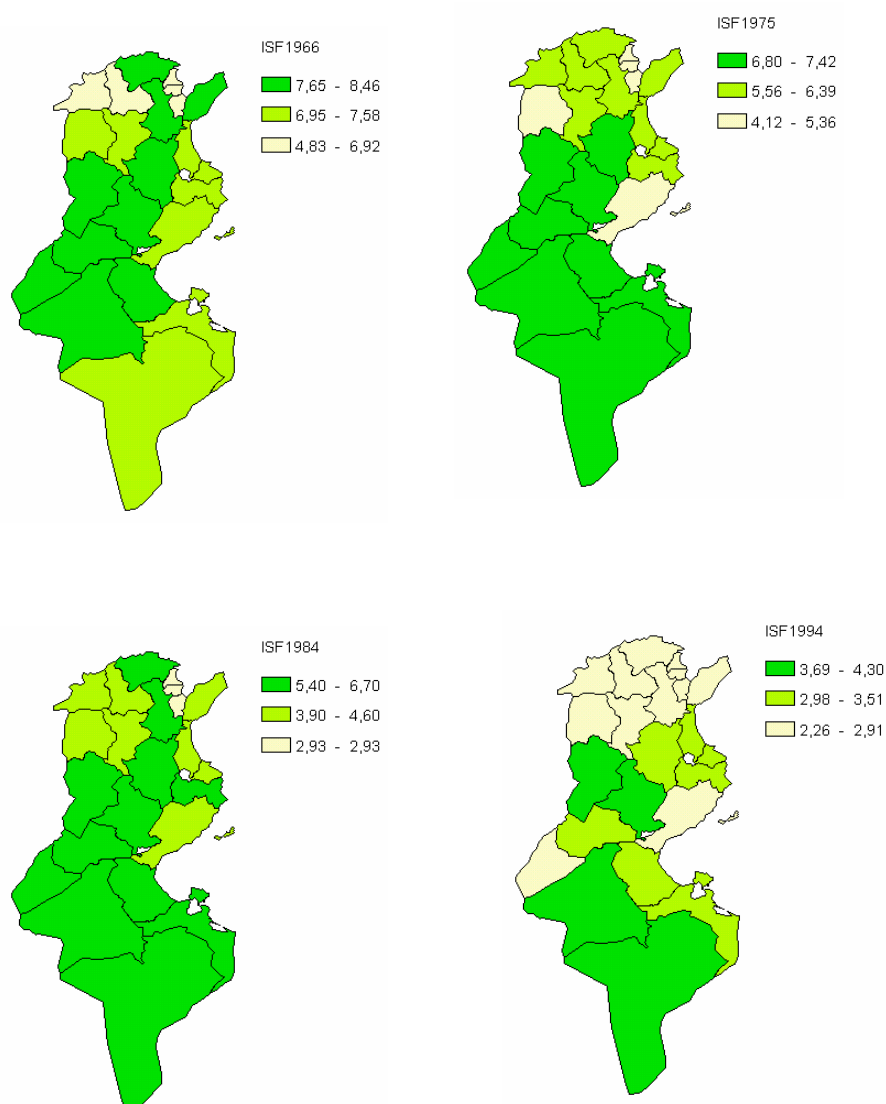 ISF1966
7,65 - 8,46
6,95 - 7,58
4,83 - 6,92
ISF1975
6,80 - 7,42
5,56 - 6,39
4,12 - 5,36
ISF1984
5,40 - 6,70
3,90 - 4,60
2,93 - 2,93
ISF1994
3,69 - 4,30
2,98 - 3,51
2,26 - 2,91